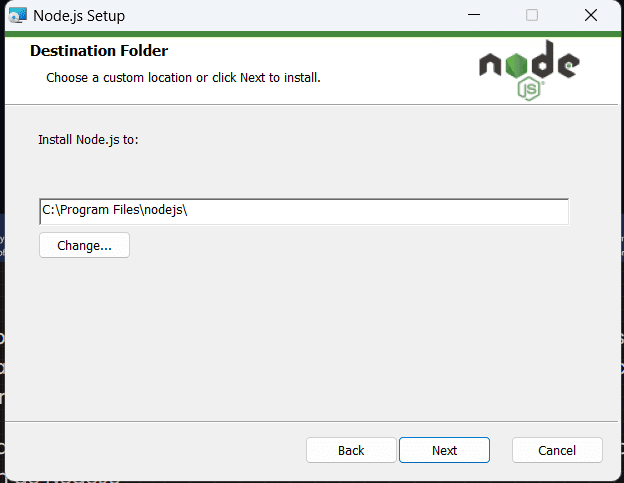 Node.js Setup
Destination Folder
Choose a custom location or click Next to install.
node
JS
Install Node.js to:
C:\Program Files\nodejs\
Change...
Back
Next
Cancel